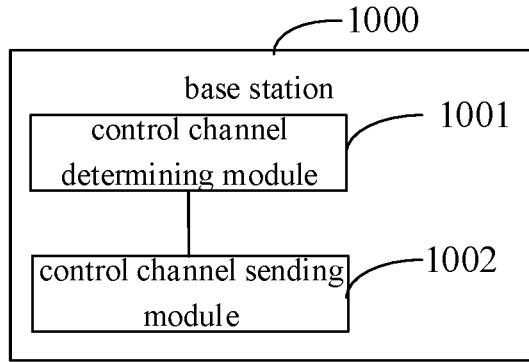 1000
base station
control channel
determining module
1001
control channel sending
module
1002